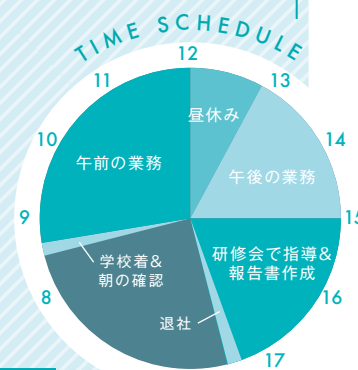 TIME SCHEDULE
12
13
14
15
16
17
8
9
10
11
昼休み
午後の業務
研修会で指導&
報告書作成
退社
学校着&
朝の確認
午前の業務